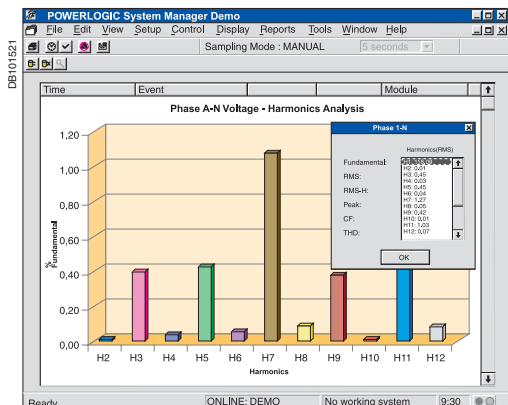 POWERLOGIC System Manager Demo
File Edit View Setup Control Display Reports Tools Window Help
Sampling Mode : MANUAL
5 seconds
DB101521
Time Event Module
Phase A-N Voltage - Harmonics Analysis
Phase 1-N
Harmonics(RMS)
Fundamental:
RMS:
RMS-H:
Peak:
CF:
THD:
H2: 0.01
H3: 0.45
H4: 0.03
H5: 0.45
H6: 0.04
H7: 1.27
H8: 0.05
H9: 0.42
H10: 0.01
H11: 1.03
H12: 0.07
OK
1,20
1,00
0,80
0,60
0,40
0,20
0,00
% Fundamental
H2 H3 H4 H5 H6 H7 H8 H9 H10 H11 H12
Harmonics
Ready ONLINE: DEMO No working system 9:30